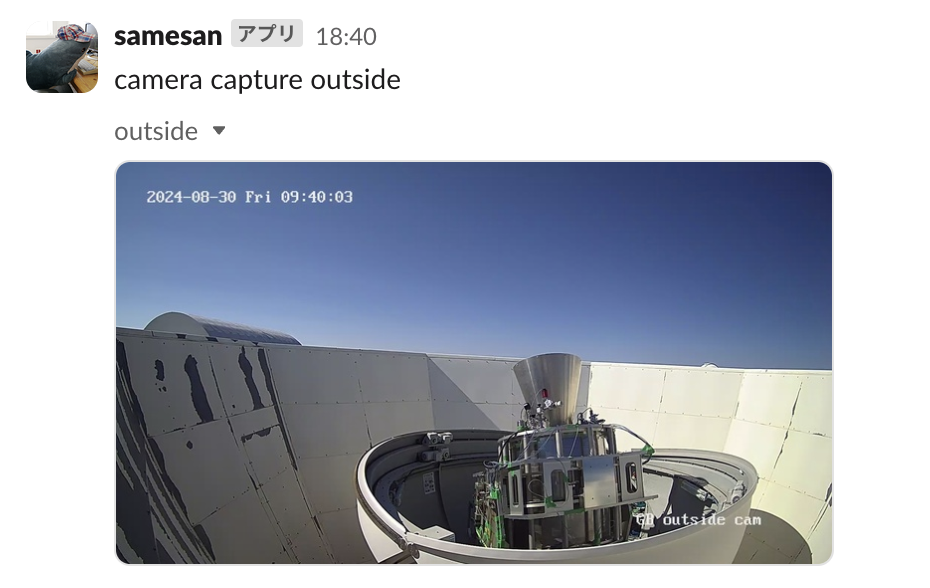 samesan アプリ 18:40
camera capture outside
outside
2024-08-30 Fri 09:40:03
GB outside cam